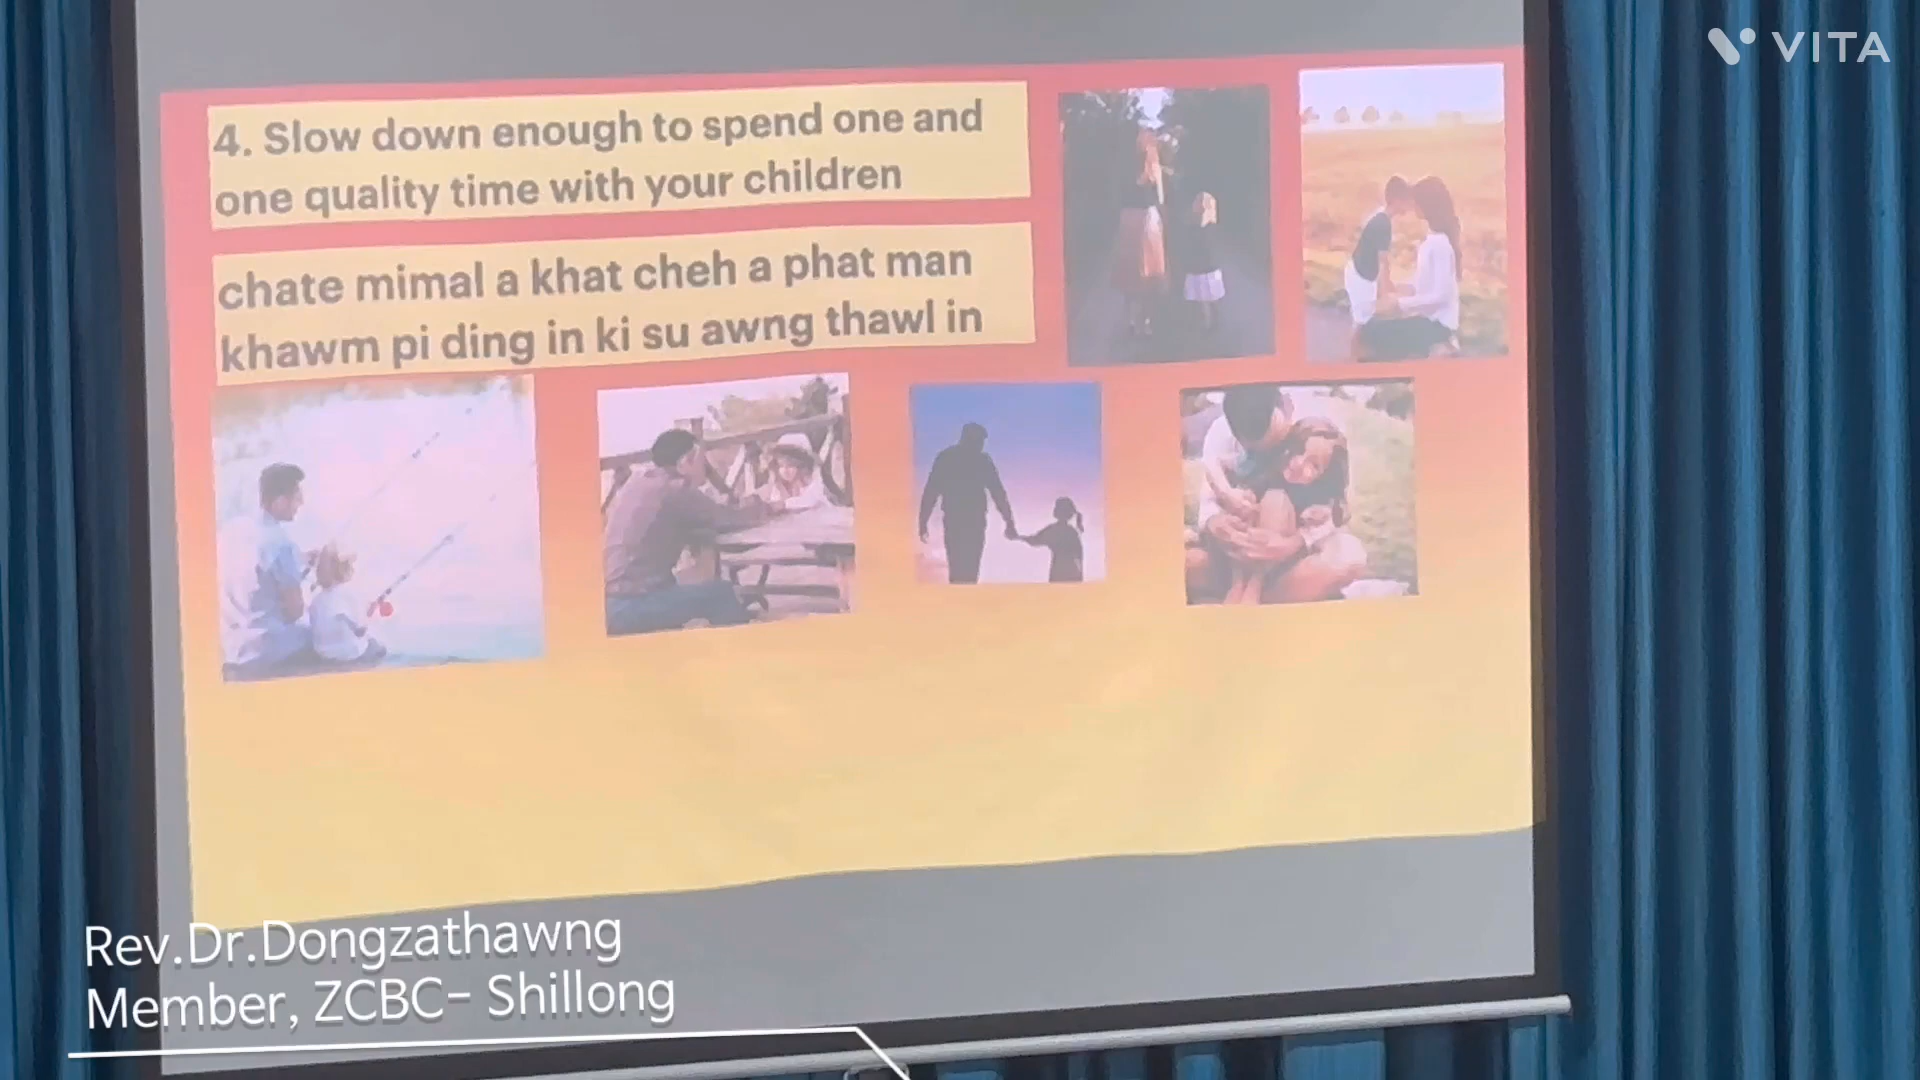 VITA
4. Slow down enough to spend one and
one quality time with your children
chate mimal a khat cheh a phat man
khawm pi ding in ki su awng thawl in
Rev.Dr.Dongzathawng
Member, ZCBC- Shillong